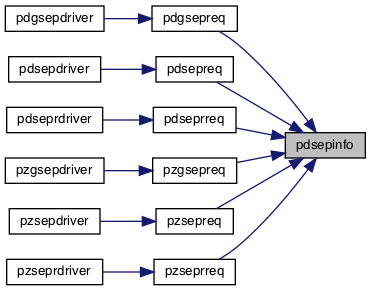 pdgsepdriver pdgsepreq
pdsepdriver pdsepreq
pdseprdriver pdseprreq
pdsepinfo
pzgsepdriver pzgsepreq
pzsepdriver pzsepreq
pzseprdriver pzseprreq